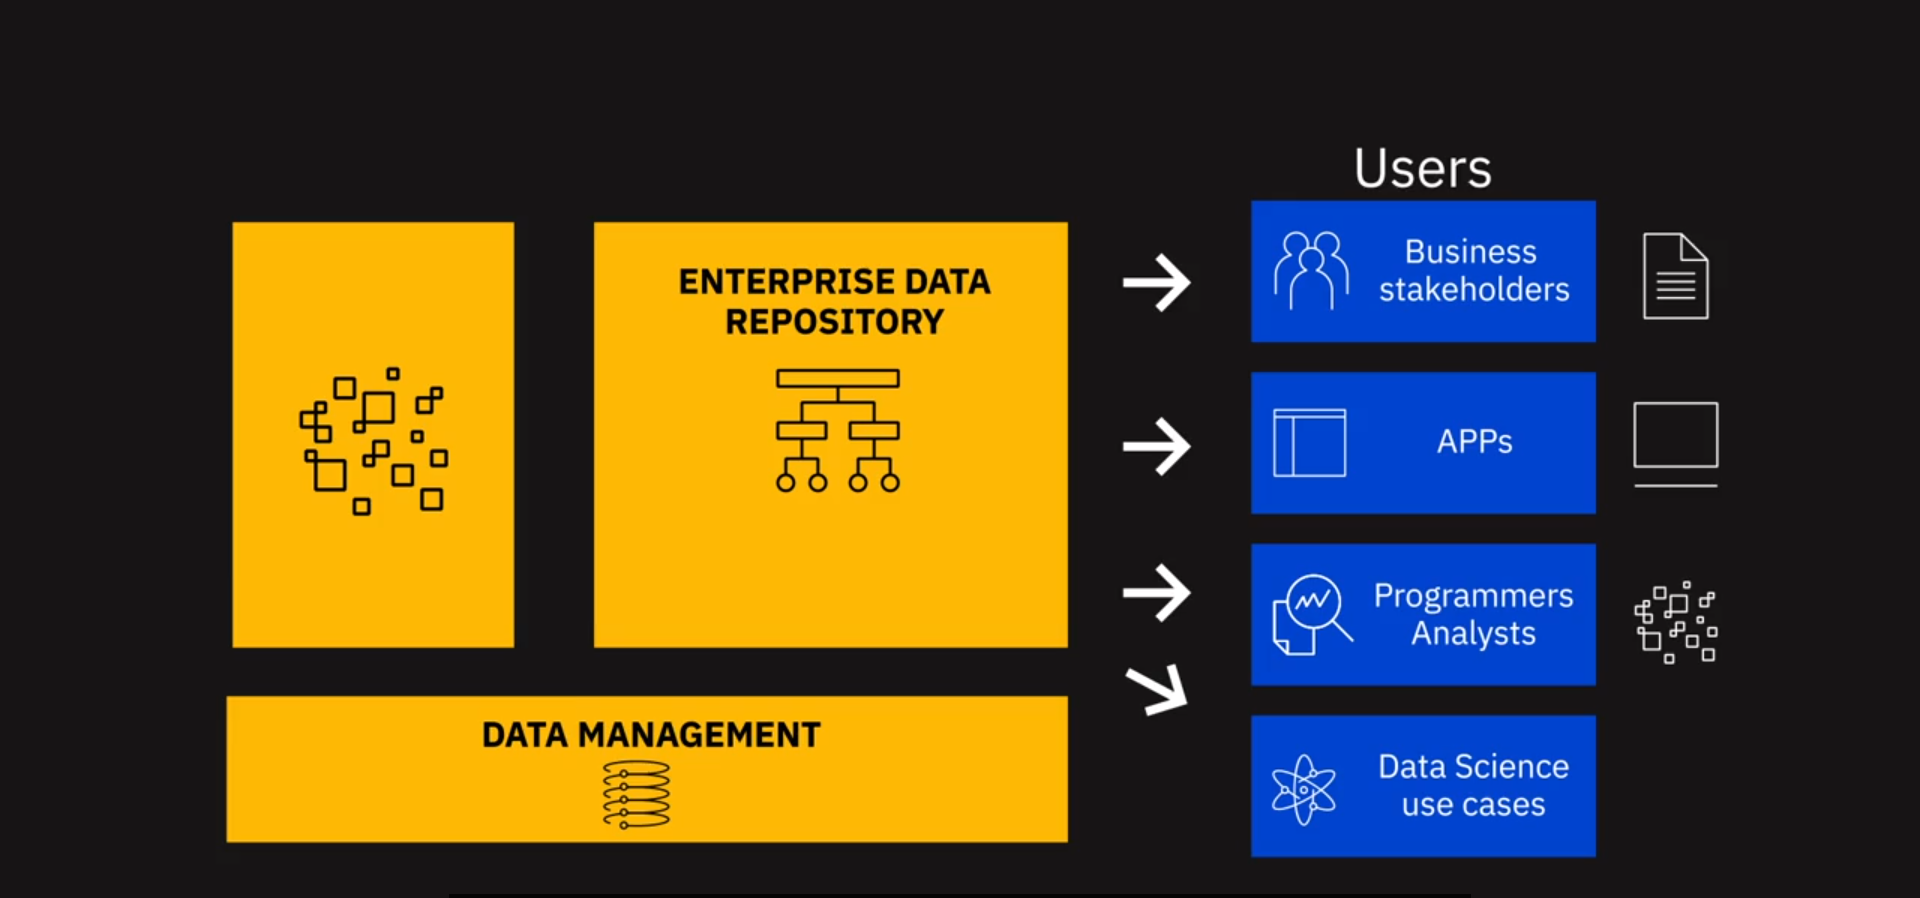 Users
ENTERPRISE DATA
REPOSITORY
DATA MANAGEMENT
Business
stakeholders
APPs
Programmers
Analysts
Data Science
use cases